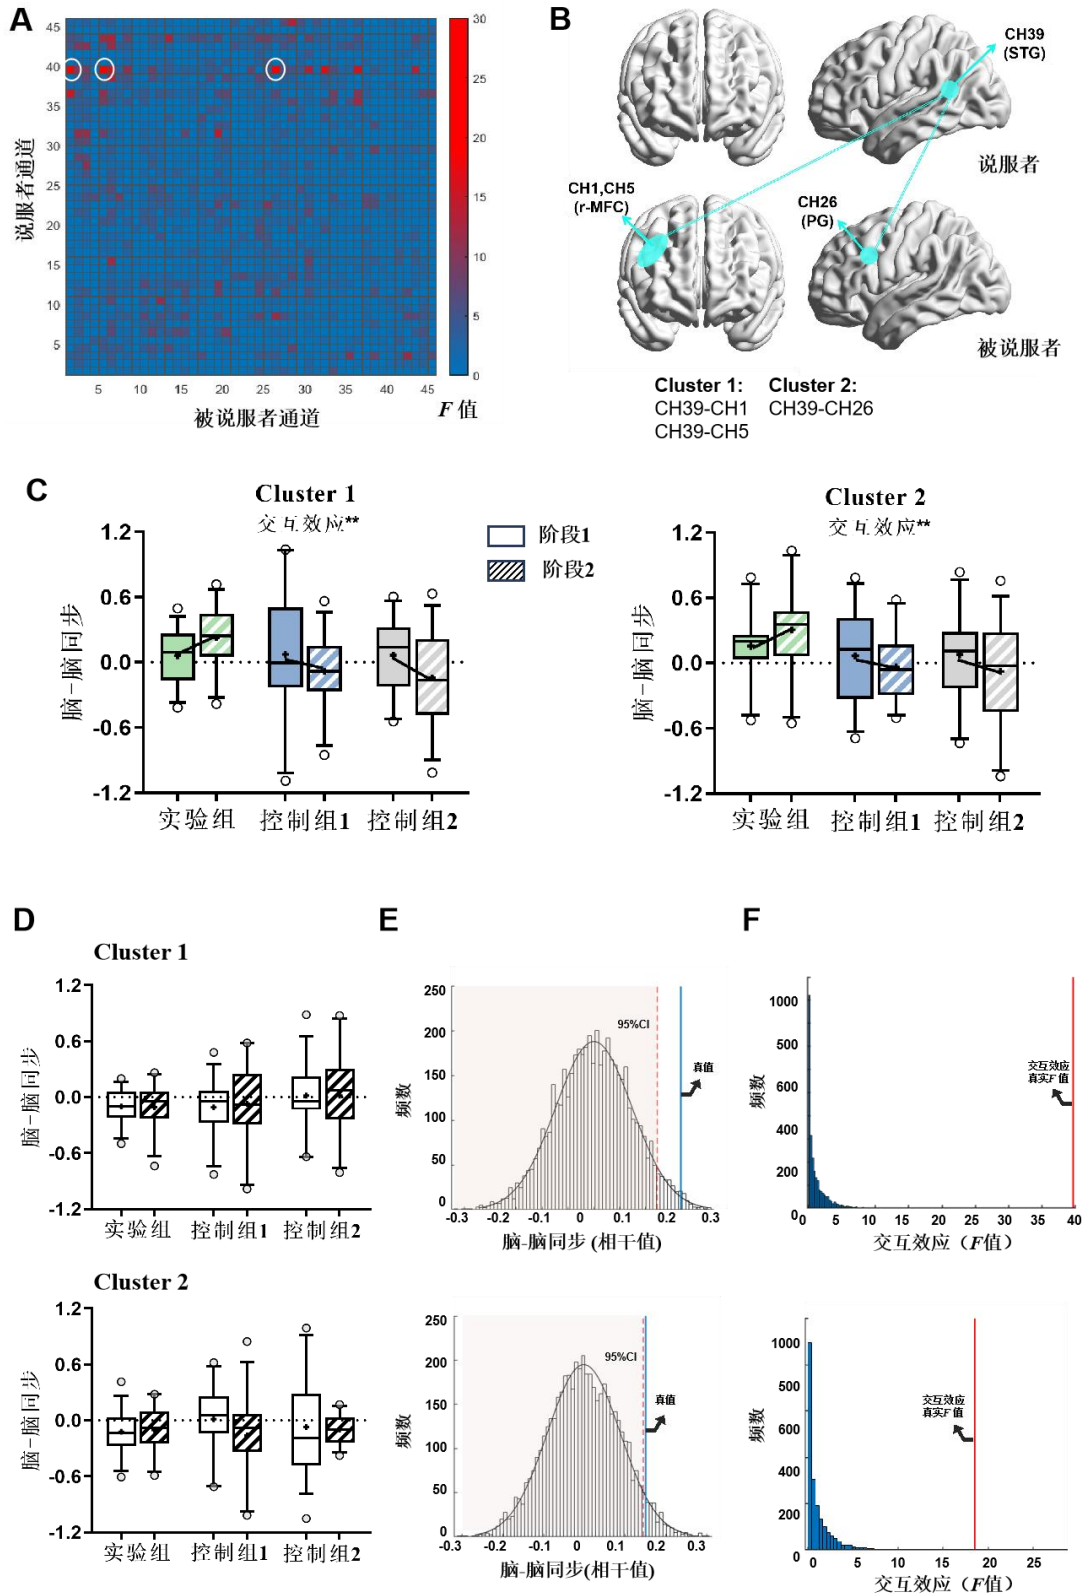 A
45
40
35
30
25
20
15
10
5
说服者通道
5
10
15
20
25
30
35
40
45
被说服者通道
30
25
20
15
10
5
0
F 值
B
CH39
(STG)
说服者
CH1,CH5
(r-MFC)
CH26
(PG)
被说服者
Cluster 1:
CH39-CH1
CH39-CH5
Cluster 2:
CH39-CH26
C
Cluster 1
交互效应**
1.2
0.6
0.0
-0.6
-1.2
脑-脑同步
实验组
控制组1
控制组2
阶段1
阶段2
Cluster 2
交互效应**
1.2
0.6
0.0
-0.6
-1.2
脑-脑同步
实验组
控制组1
控制组2
D
Cluster 1
1.2
0.6
0.0
-0.6
-1.2
脑-脑同步
实验组
控制组1
控制组2
Cluster 2
1.2
0.6
0.0
-0.6
-1.2
脑-脑同步
实验组
控制组1
控制组2
E
250
200
150
100
50
0
频数
95%CI
真值
-0.3
-0.2
-0.1
0
0.1
0.2
0.3
脑-脑同步 (相干值)
250
200
150
100
50
0
频数
95%CI
真值
-0.3
-0.2
-0.1
0
0.1
0.2
0.3
脑-脑同步(相干值)
F
1000
500
600
400
200
0
频数
交互效应
真实F 值
0
5
10
15
20
25
30
35
40
交互效应（F值）
1000
500
600
400
200
0
频数
交互效应
真实F 值
0
5
10
15
20
25
交互效应（F值）